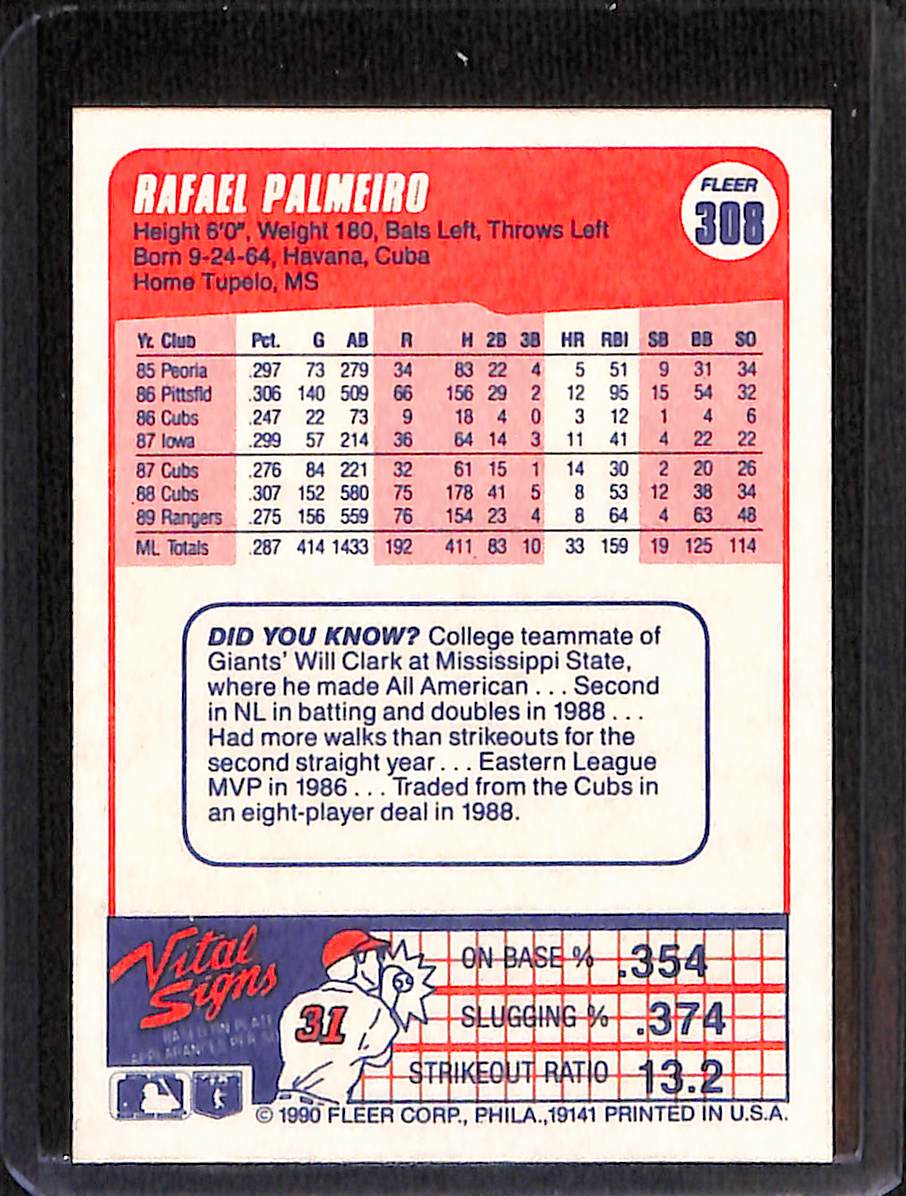 RAFAEL PALMEIRO
FLEER
308
Height 6'0", Weight 180, Bats Left, Throws Left
Born 9-24-64, Havana, Cuba
Home Tupelo, MS
Yr. Club Pct. G AB R H 2B 3B HR RBI SB BB SO
85 Peoria .297 73 279 34 83 22 4 5 51 9 31 34
86 Pittsfld .306 140 509 66 156 29 2 12 95 15 54 32
86 Cubs .247 22 73 9 18 4 0 3 12 1 4 6
87 Iowa .299 57 214 36 64 14 3 11 41 4 22 22
87 Cubs .276 84 221 32 61 15 1 14 30 2 20 26
88 Cubs .307 152 580 75 178 41 5 8 53 12 38 34
89 Rangers .275 156 559 76 154 23 4 8 64 4 63 48
ML Totals .287 414 1433 192 411 83 10 33 159 19 125 114
DID YOU KNOW? College teammate of
Giants' Will Clark at Mississippi State,
where he made All American . . . Second
in NL in batting and doubles in 1988 . . .
Had more walks than strikeouts for the
second straight year . . . Eastern League
MVP in 1986 . . . Traded from the Cubs in
an eight-player deal in 1988.
Vital
Signs
31
ON BASE % .354
SLUGGING % .374
STRIKEOUT RATIO 13.2
© 1990 FLEER CORP., PHILA.,19141 PRINTED IN U.S.A.